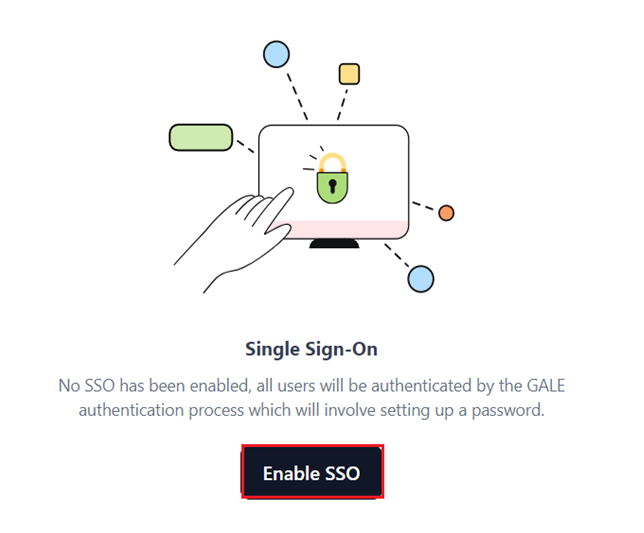 Single Sign-On
No SSO has been enabled, all users will be authenticated by the GALE
authentication process which will involve setting up a password.
Enable SSO